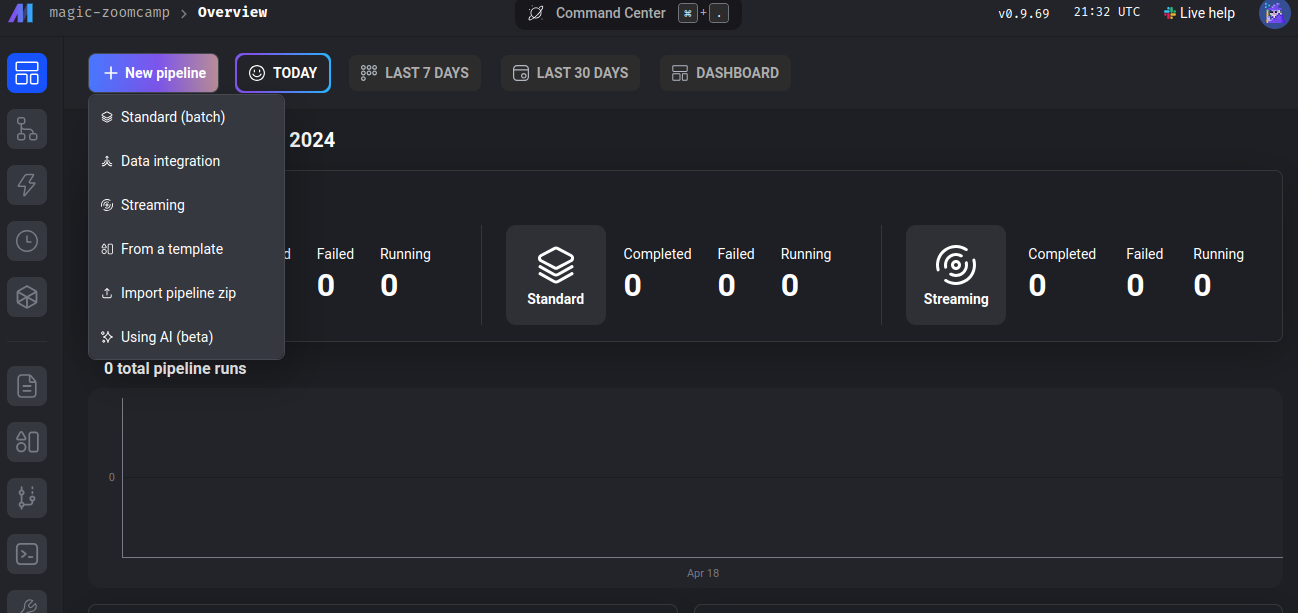 magic-zoomcamp > Overview
Command Center ⌘ + .
v0.9.69
21:32 UTC
Live help
+ New pipeline
TODAY
LAST 7 DAYS
LAST 30 DAYS
DASHBOARD
Standard (batch)
Data integration
Streaming
From a template
Import pipeline zip
Using AI (beta)
2024
d Failed Running
0 0
Standard
Completed Failed Running
0 0 0
Streaming
Completed Failed Running
0 0 0
0 total pipeline runs
0
Apr 18